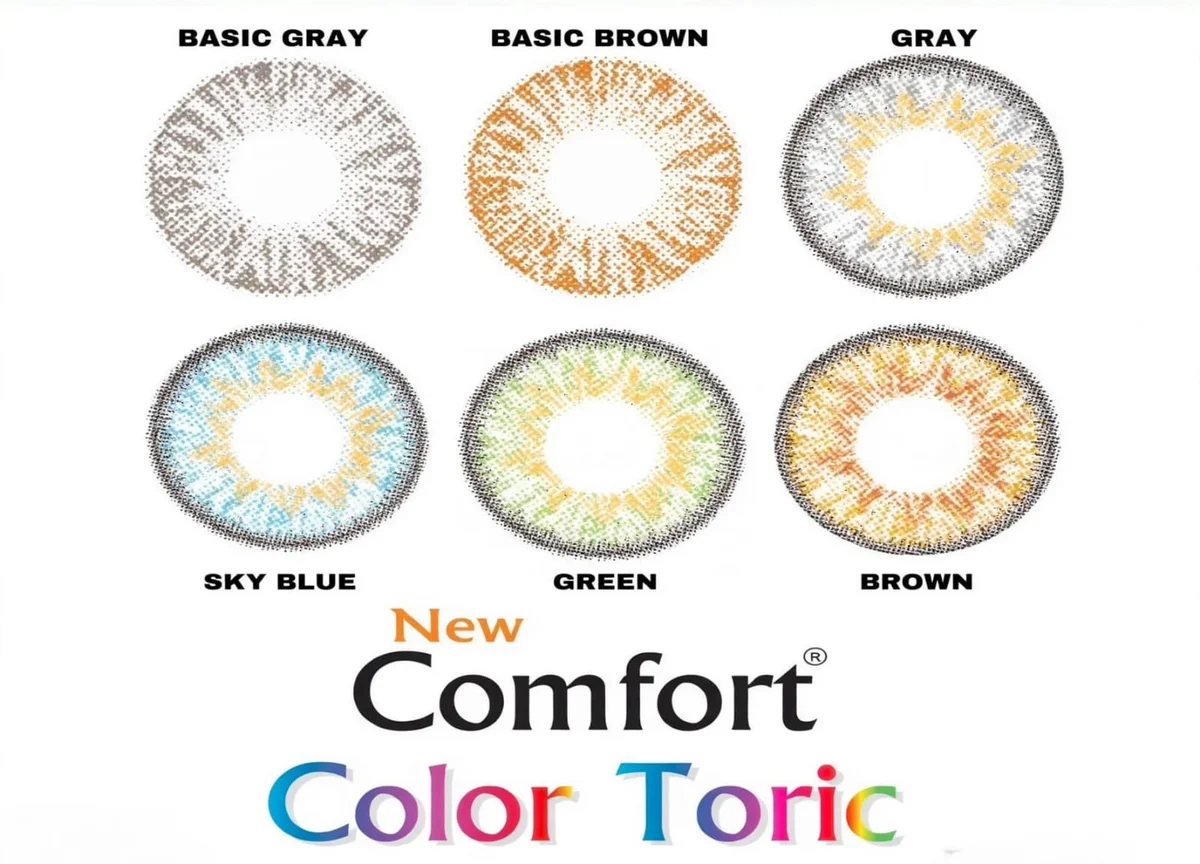 BASIC GRAY
BASIC BROWN
GRAY
SKY BLUE
GREEN
BROWN
New
Comfort®
Color Toric